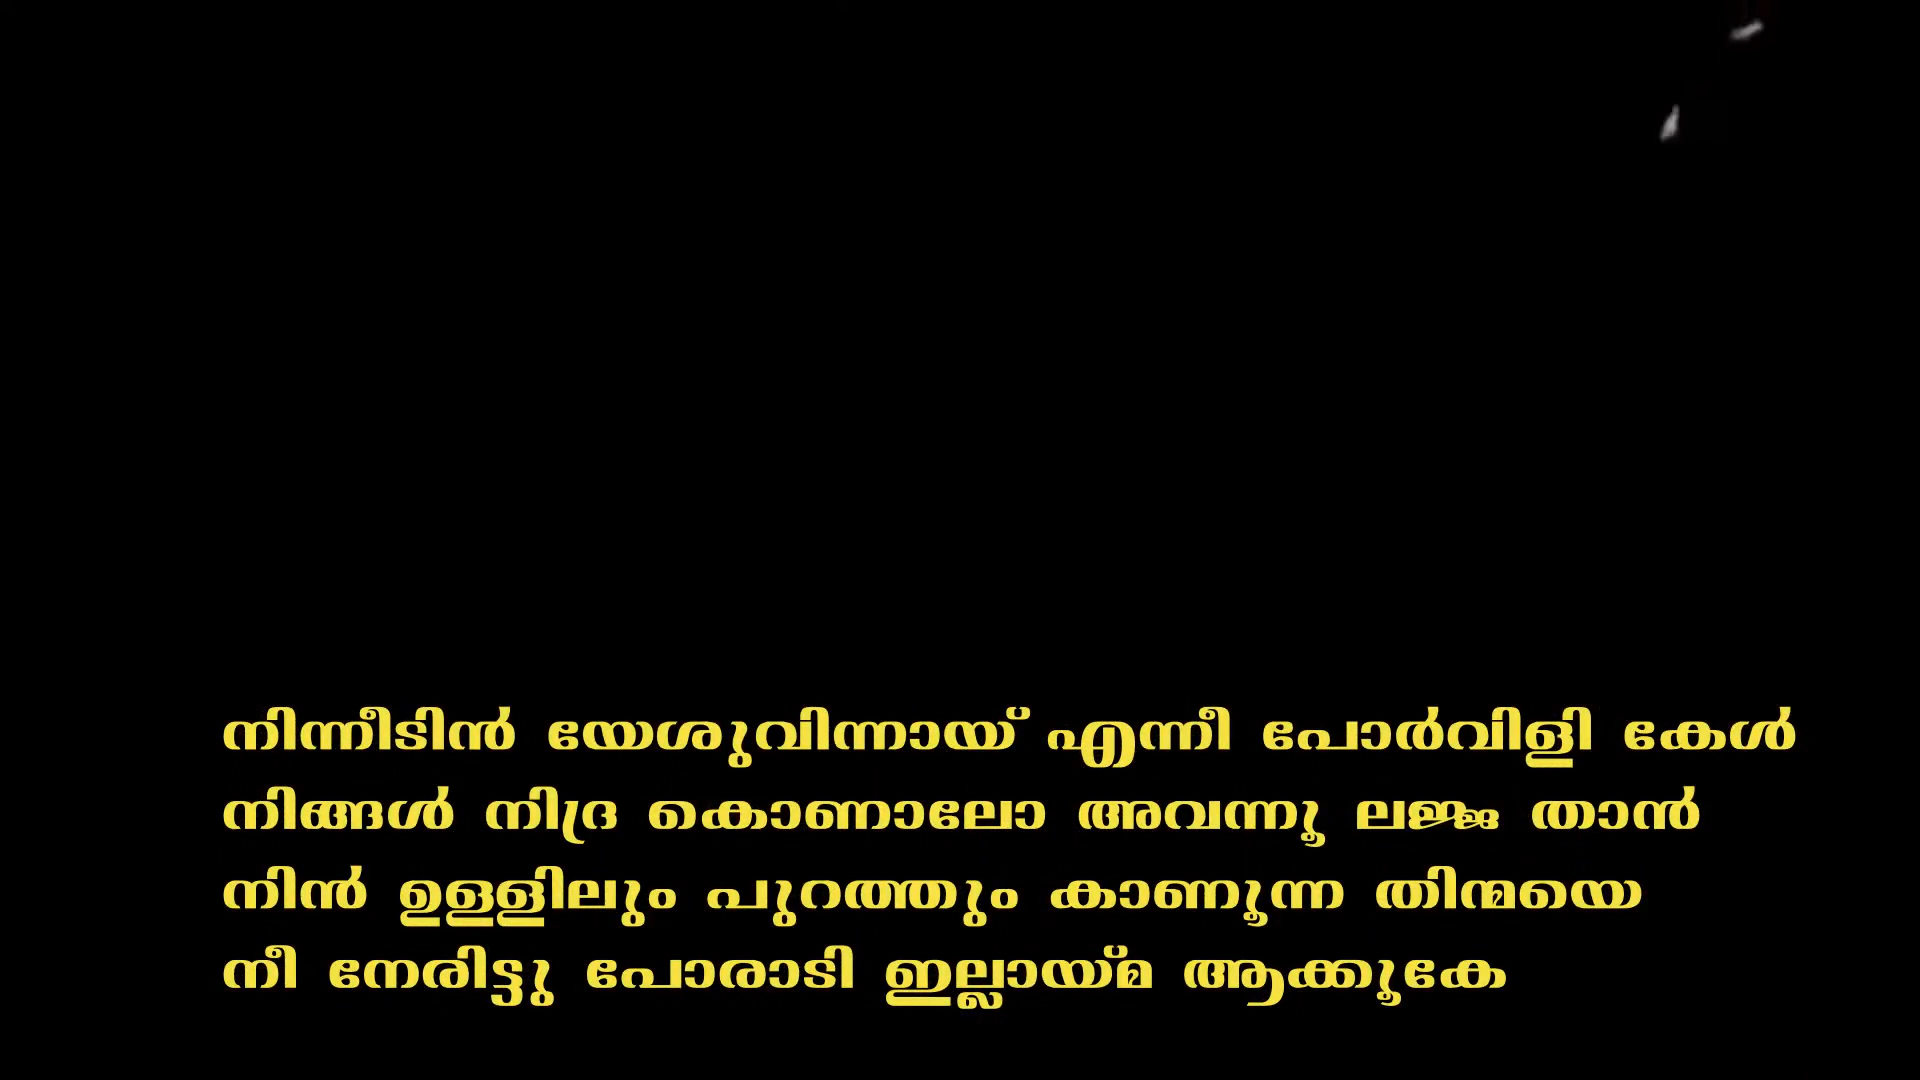 നിന്നീടിൻ യേശുവിന്നായ് എന്നീ പോർവിളി കേൾ
നിങ്ങൾ നിദ്ര കൊണാലോ അവന്നു ലജ്ജ താൻ
നിൻ ഉള്ളിലും പുറത്തും കാണുന്ന തിന്മയെ
നീ നേരിട്ടു പോരാടി ഇല്ലായ്മ ആക്കുകേ